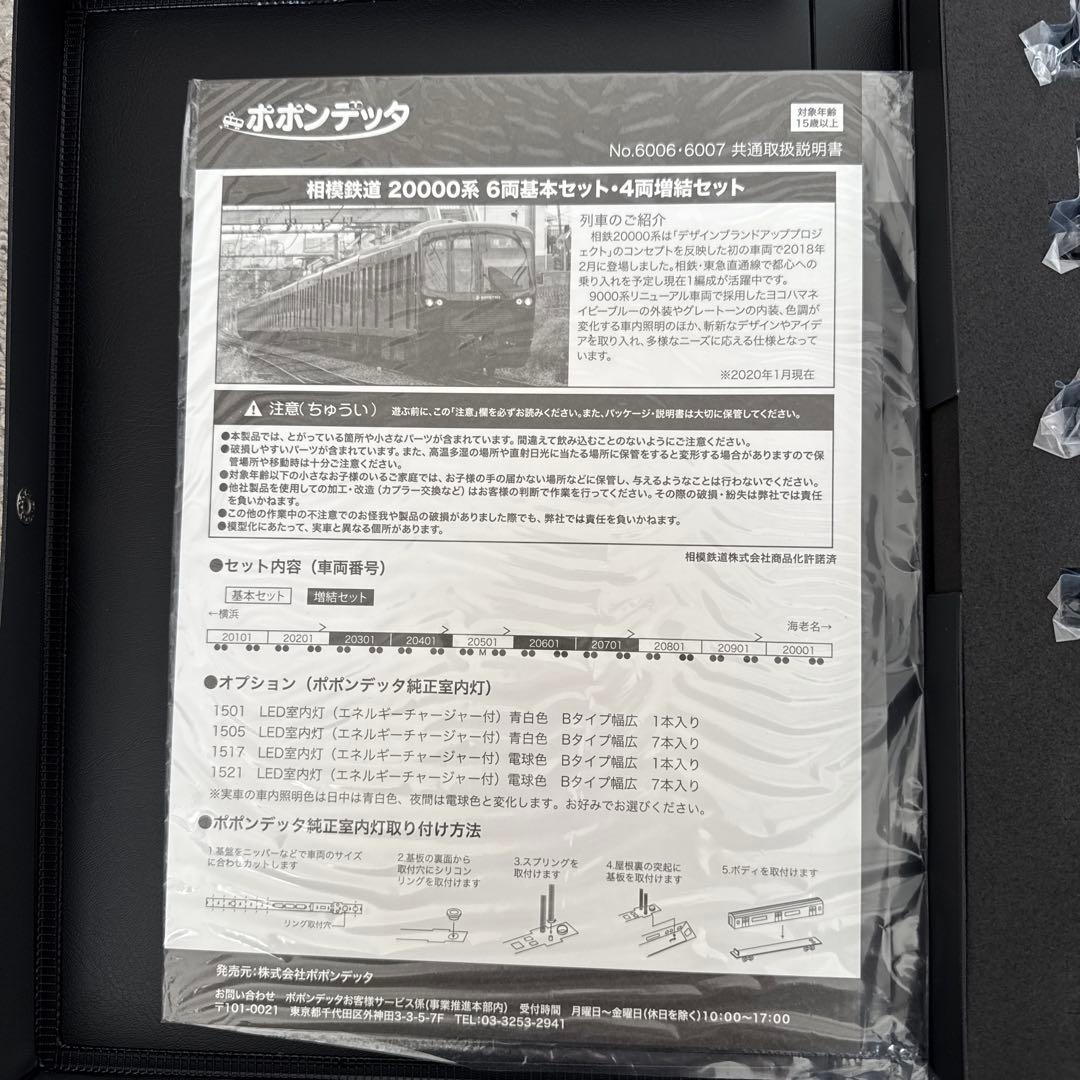 ポポンデッタ
対象年齢
15歳以上
No.6006・6007 共通取扱説明書
相模鉄道 20000系 6両基本セット・4両増結セット
列車のご紹介
相鉄20000系は「デザインブランドアッププロジ
ェクト」のコンセプトを反映した初の車両で2018年
2月に登場しました。相鉄・東急直通線で都心への
乗り入れを予定し現在1編成が活躍中です。
9000系リニューアル車両で採用したヨコハマネ
イビーブルーの外装やグレートーンの内装、色調が
変化する車内照明のほか、斬新なデザインやアイデ
アを取り入れ、多様なニーズに応える仕様となって
います。
※2020年1月現在
注意(ちゅうい) 遊ぶ前に、この「注意」欄を必ずお読みください。また、パッケージ・説明書は大切に保管してください。
●本製品では、とがっている箇所や小さなパーツが含まれています。間違えて飲み込むことのないようにご注意ください。
●破損しやすいパーツが含まれています。また、高温多湿の場所や直射日光に当たる場所に保管をすると変形する場合がありますので保
管場所や移動時は十分ご注意ください。
●対象年齢以下の小さなお子様のいるご家庭では、お子様の手の届かない場所などに保管し、与えるようなことは行わないでください。
●他社製品を使用しての加工・改造(カプラー交換など)はお客様の判断で作業を行ってください。その際の破損・紛失は弊社では責任
を負いかねます。
●この他の作業中の不注意でのお怪我や製品の破損がありました際でも、弊社では責任を負いかねます。
●模型化にあたって、実車と異なる個所があります。
相模鉄道株式会社商品化許諾済
●セット内容(車両番号)
基本セット 増結セット
←横浜 海老名→
20101 20201 20301 20401 20501 20601 20701 20801 20901 20001
M
●オプション(ポポンデッタ純正室内灯)
1501 LED室内灯(エネルギーチャージャー付)青白色 Bタイプ幅広 1本入り
1505 LED室内灯(エネルギーチャージャー付)青白色 Bタイプ幅広 7本入り
1517 LED室内灯(エネルギーチャージャー付)電球色 Bタイプ幅広 1本入り
1521 LED室内灯(エネルギーチャージャー付)電球色 Bタイプ幅広 7本入り
※実車の車内照明色は日中は青白色、夜間は電球色と変化します。お好みでお選びください。
●ポポンデッタ純正室内灯取り付け方法
1.基盤をニッパーなどで車両のサイズ
に合わせカットします
リング取付穴
2.基板の裏面から
取付穴にシリコン
リングを取付けます
3.スプリングを
取付けます
4.屋根裏の突起に
基板を取付けます
5.ボディを取付けます
発売元:株式会社ポポンデッタ
お問い合わせ ポポンデッタお客様サービス係(事業推進本部内) 受付時間 月曜日~金曜日(休日を除く)10:00~17:00
〒101-0021 東京都千代田区外神田3-3-5-7F TEL:03-3253-2941